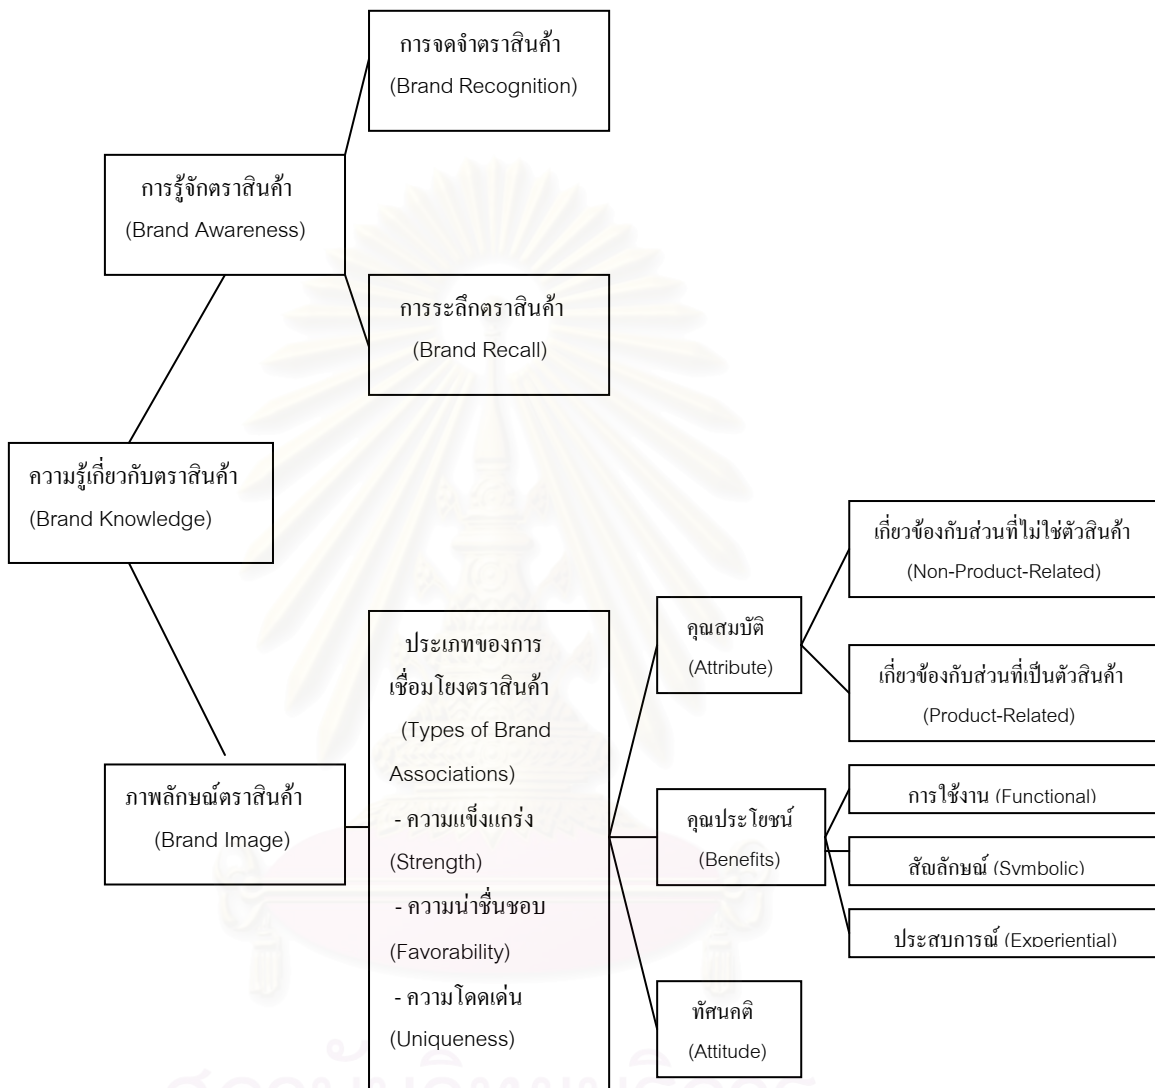 การจดจำตราสินค้า
(Brand Recognition)
การรู้จักตราสินค้า
(Brand Awareness)
การระลึกตราสินค้า
(Brand Recall)
ความรู้เกี่ยวกับตราสินค้า
(Brand Knowledge)
ภาพลักษณ์ตราสินค้า
(Brand Image)
ประเภทของการ
เชื่อมโยงตราสินค้า
(Types of Brand
Associations)
- ความแข็งแกร่ง
(Strength)
- ความน่าชื่นชอบ
(Favorability)
- ความโดดเด่น
(Uniqueness)
คุณสมบัติ
(Attribute)
เกี่ยวข้องกับส่วนที่ไม่ใช่ตัวสินค้า
(Non-Product-Related)
เกี่ยวข้องกับส่วนที่เป็นตัวสินค้า
(Product-Related)
คุณประโยชน์
(Benefits)
การใช้งาน (Functional)
สัญลักษณ์ (Symbolic)
ประสบการณ์ (Experiential)
ทัศนคติ
(Attitude)